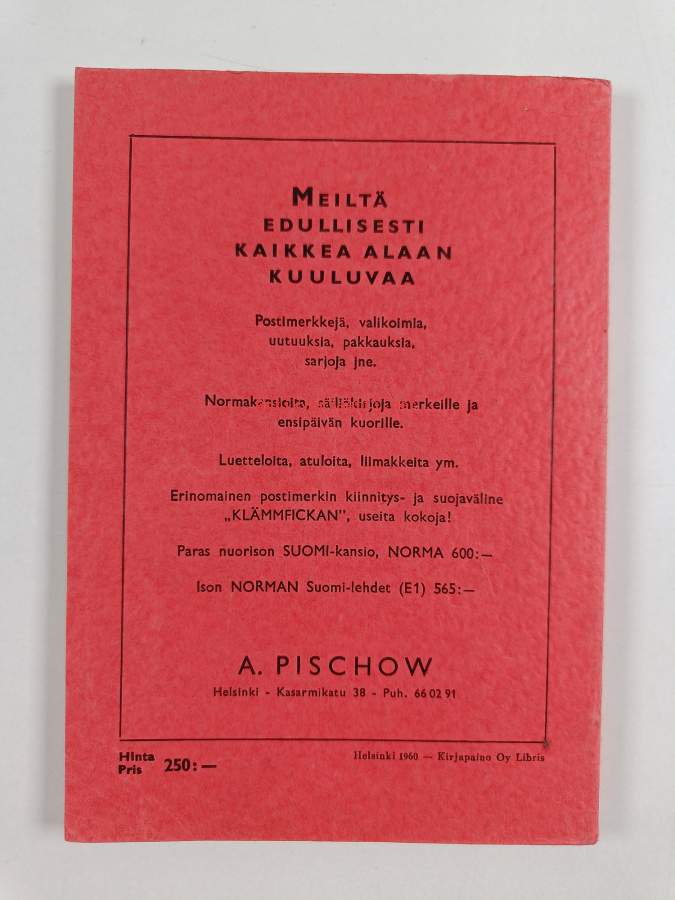 MEILTÄ
EDULLISESTI
KAIKKEA ALAAN
KUULUVAA
Postimerkkejä, valikoimia,
uutuuksia, pakkauksia,
sarjoja jne.
Normakansioita, säiliökirjoja merkeille ja
ensipäivän kuorille.
Luetteloita, atuloita, liimakkeita ym.
Erinomainen postimerkin kiinnitys- ja suojaväline
„KLÄMMFICKAN”, useita kokoja!
Paras nuorison SUOMI-kansio, NORMA 600:—
Ison NORMAN Suomi-lehdet (E1) 565:—
A. PISCHOW
Helsinki - Kasarmikatu 38 - Puh. 66 02 91
Hinta
Pris 250:—
Helsinki 1960 — Kirjapaino Oy Libris